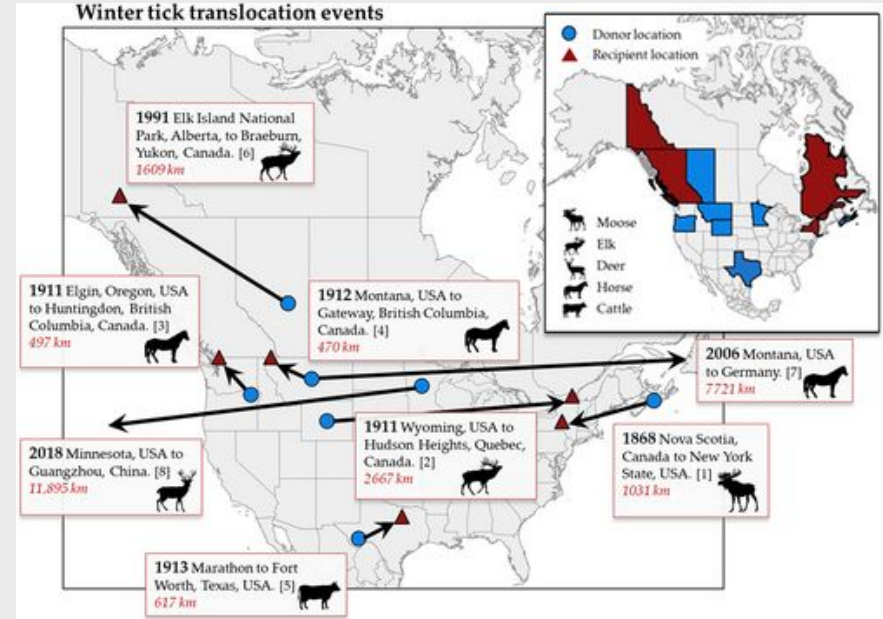 Winter tick translocation events
Donor location
Recipient location
1991 Elk Island National
Park, Alberta, to Braeburn,
Yukon, Canada. [6]
1609 km
Moose
Elk
Deer
Horse
Cattle
1911 Elgin, Oregon, USA
to Huntingdon, British
Columbia, Canada. [3]
497 km
1912 Montana, USA to
Gateway, British Columbia,
Canada. [4]
470 km
2006 Montana, USA
to Germany. [7]
7721 km
2018 Minnesota, USA to
Guangzhou, China. [8]
11,895 km
1911 Wyoming, USA to
Hudson Heights, Quebec,
Canada. [2]
2667 km
1868 Nova Scotia,
Canada to New York
State, USA. [1]
1031 km
1913 Marathon to Fort
Worth, Texas, USA. [5]
617 km